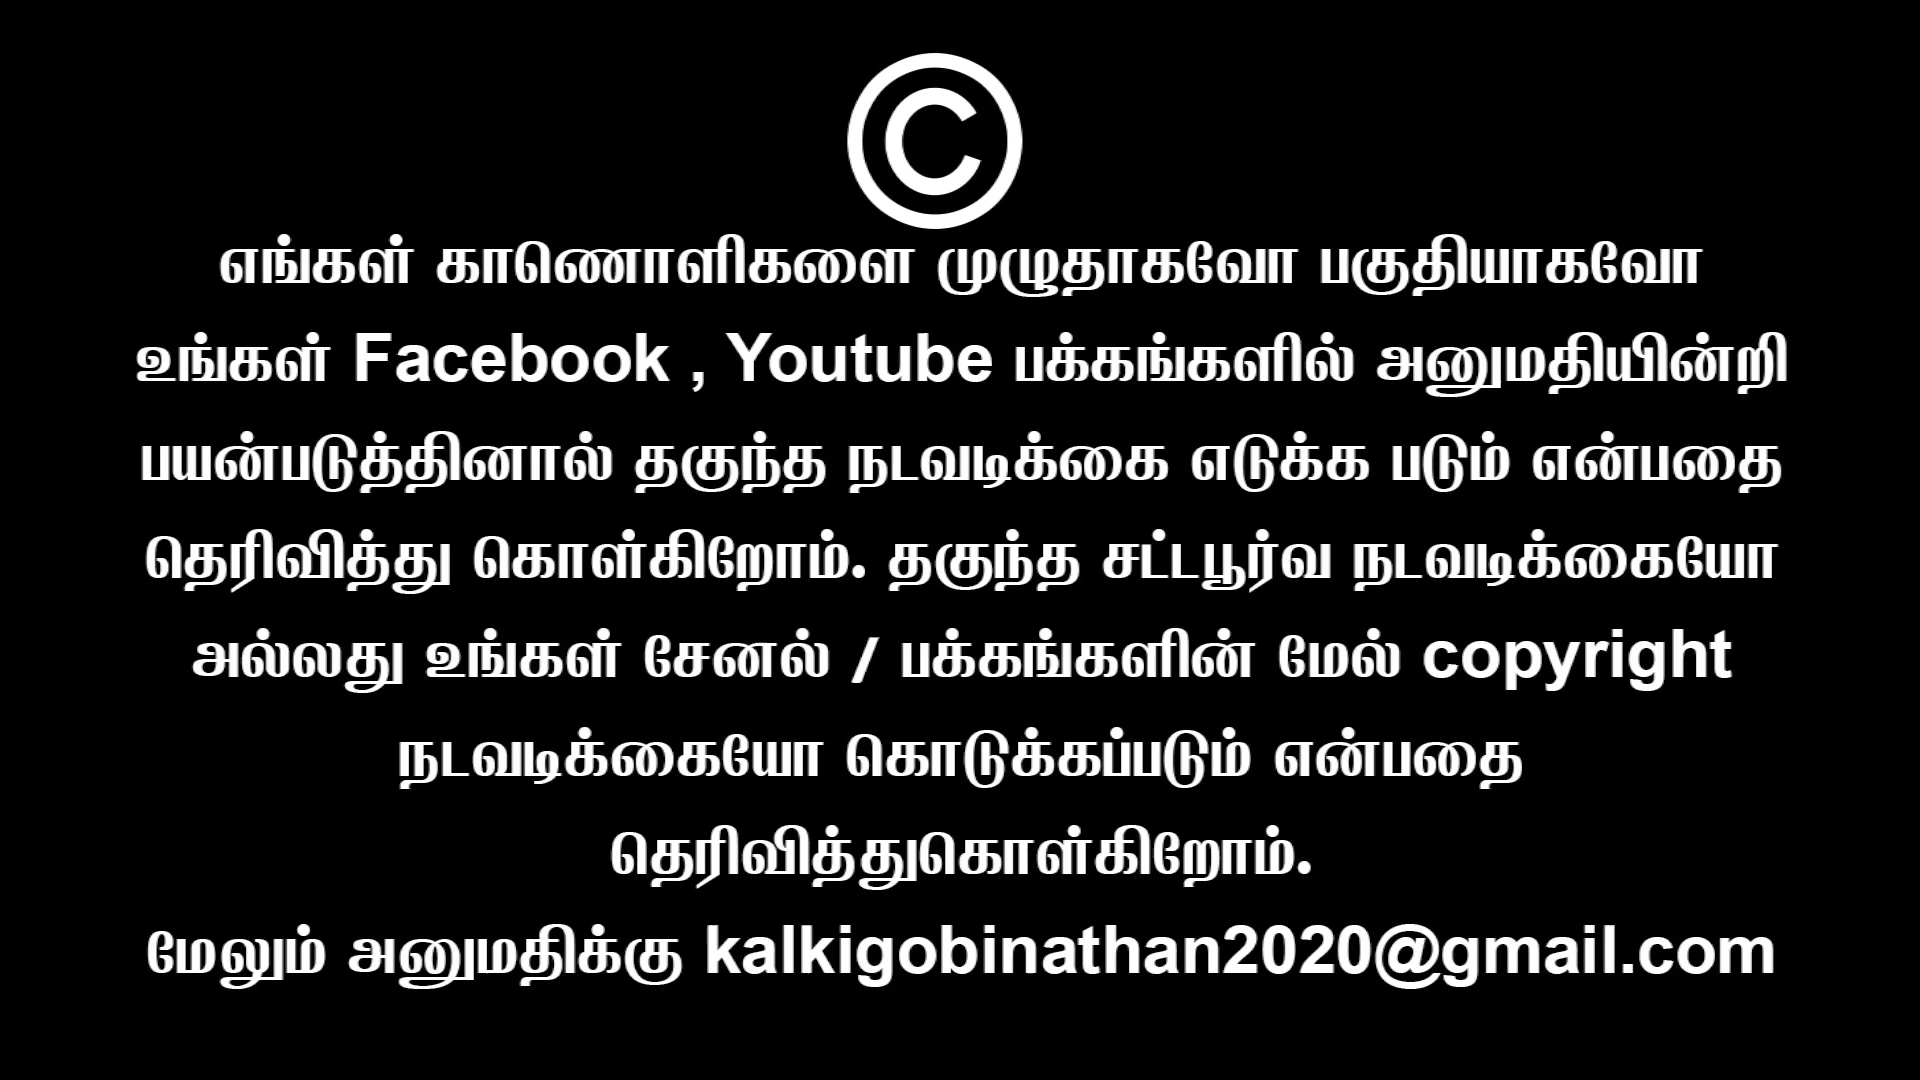 ©
எங்கள் காணொளிகளை முழுதாகவோ பகுதியாகவோ
உங்கள் Facebook , Youtube பக்கங்களில் அனுமதியின்றி
பயன்படுத்தினால் தகுந்த நடவடிக்கை எடுக்க படும் என்பதை
தெரிவித்து கொள்கிறோம். தகுந்த சட்டபூர்வ நடவடிக்கையோ
அல்லது உங்கள் சேனல் / பக்கங்களின் மேல் copyright
நடவடிக்கையோ கொடுக்கப்படும் என்பதை
தெரிவித்துகொள்கிறோம்.
மேலும் அனுமதிக்கு kalkigobinathan2020@gmail.com